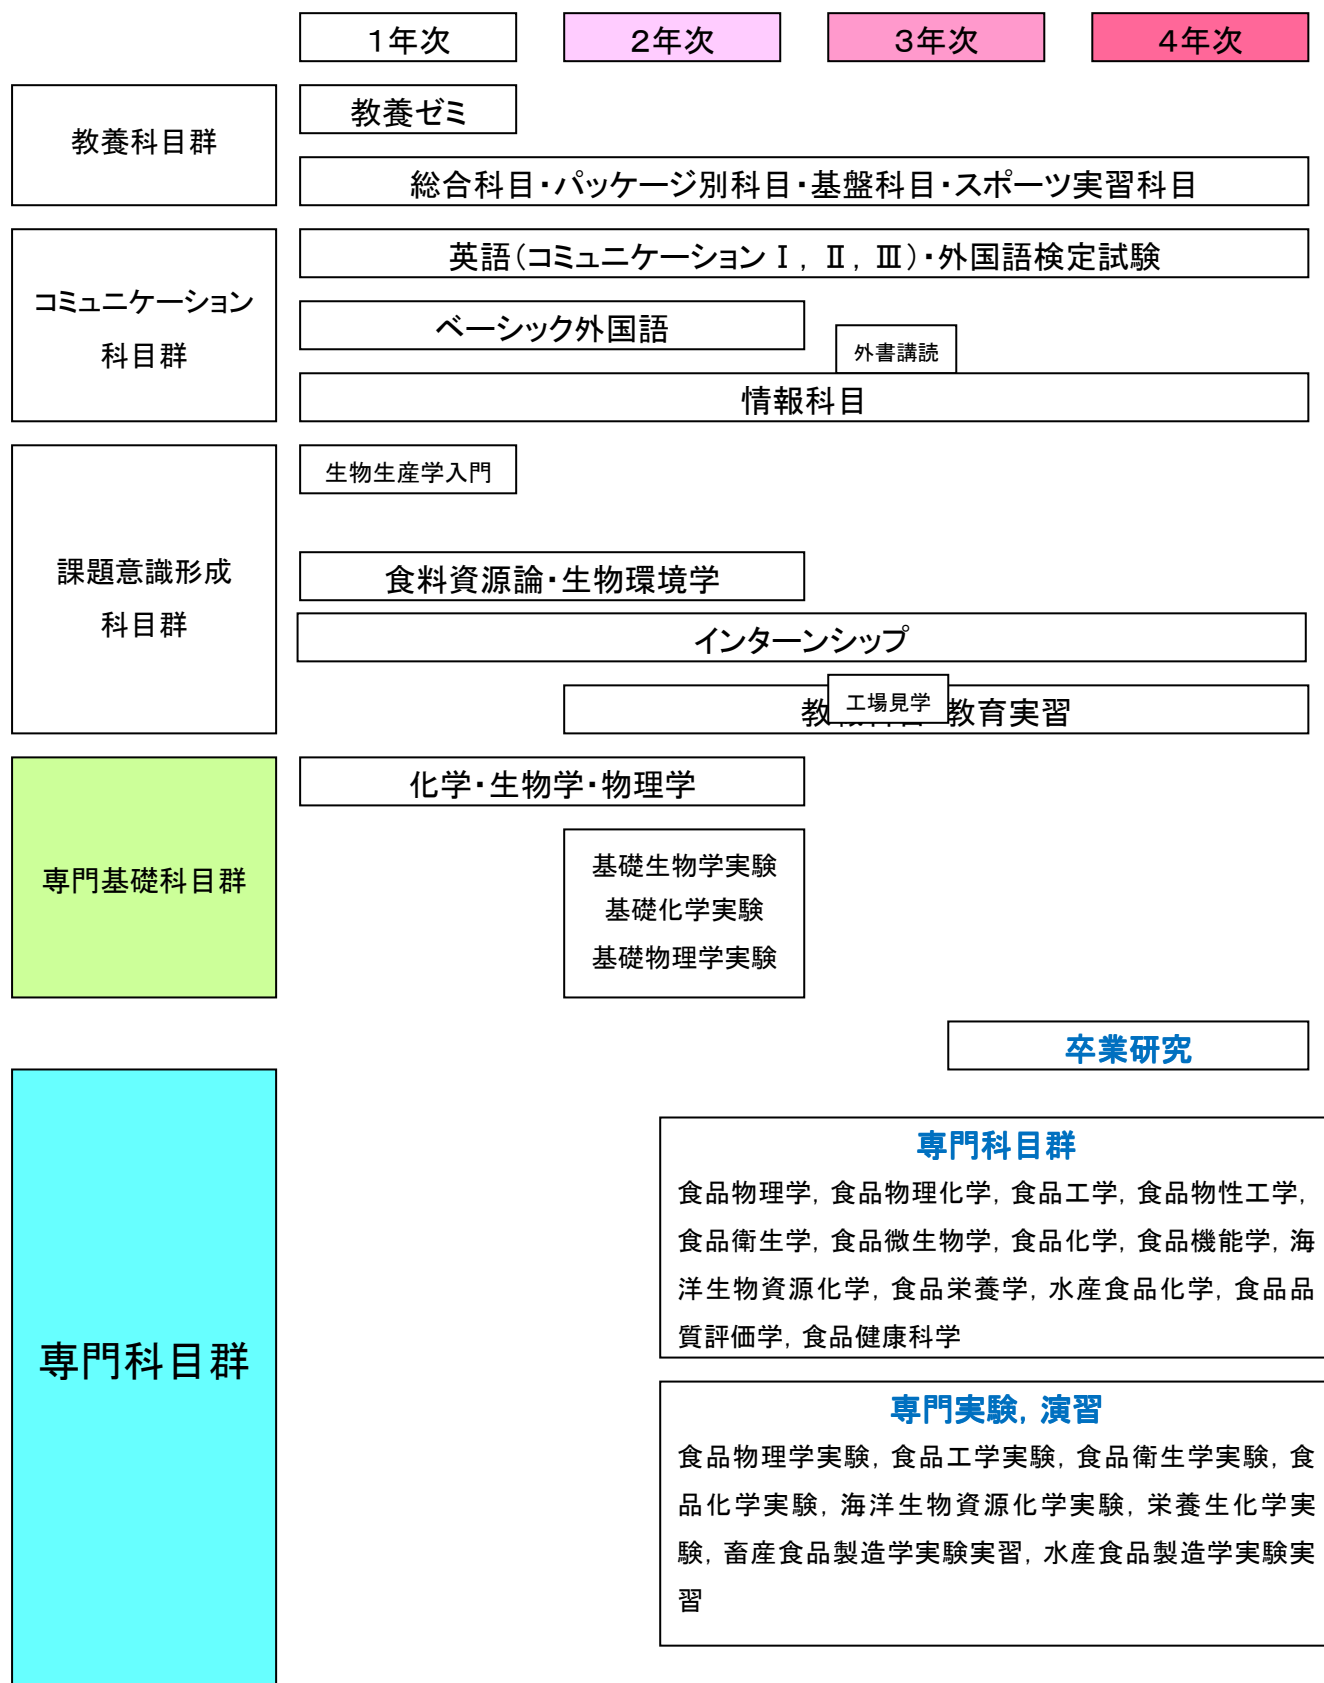 1年次
2年次
3年次
4年次
教養科目群
教養ゼミ
総合科目・パッケージ別科目・基盤科目・スポーツ実習科目
コミュニケーション
科目群
英語(コミュニケーションⅠ, Ⅱ, Ⅲ)・外国語検定試験
ベーシック外国語
外書講読
情報科目
課題意識形成
科目群
生物生産学入門
食料資源論・生物環境学
インターンシップ
工場見学
教 教育実習
専門基礎科目群
化学・生物学・物理学
基礎生物学実験
基礎化学実験
基礎物理学実験
卒業研究
専門科目群
専門科目群
食品物理学, 食品物理化学, 食品工学, 食品物性工学,
食品衛生学, 食品微生物学, 食品化学, 食品機能学, 海
洋生物資源化学, 食品栄養学, 水産食品化学, 食品品
質評価学, 食品健康科学
専門実験, 演習
食品物理学実験, 食品工学実験, 食品衛生学実験, 食
品化学実験, 海洋生物資源化学実験, 栄養生化学実
験, 畜産食品製造学実験実習, 水産食品製造学実験実
習